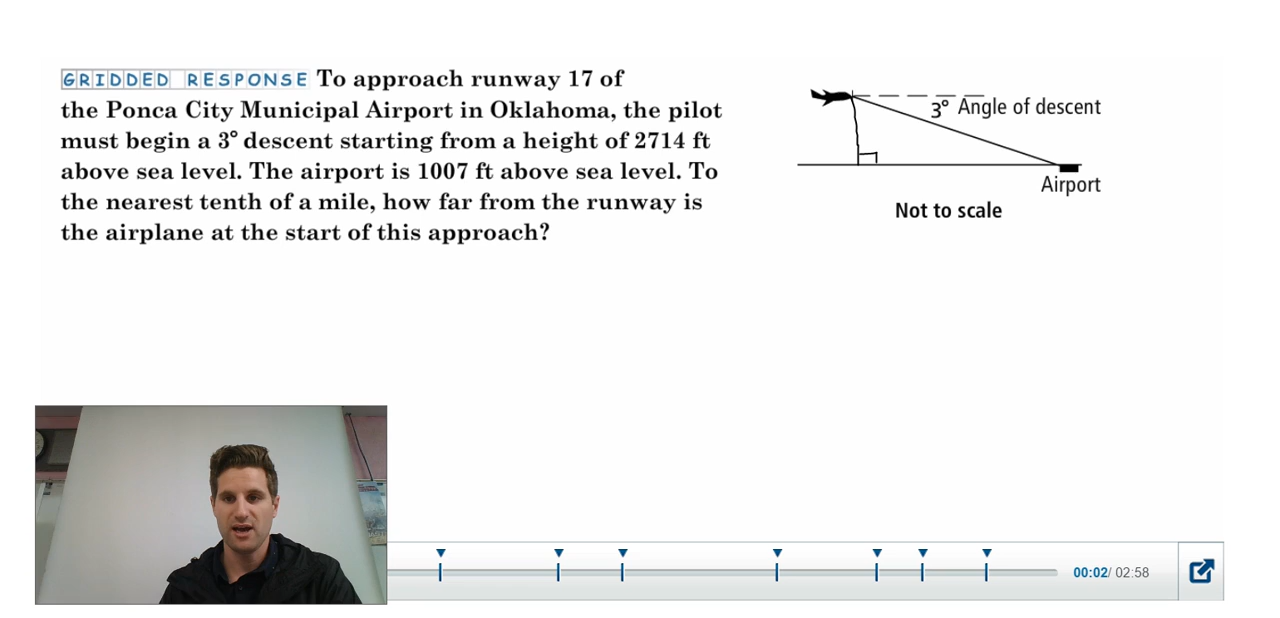 GRIDDED RESPONSE To approach runway 17 of
the Ponca City Municipal Airport in Oklahoma, the pilot
must begin a 3° descent starting from a height of 2714 ft
above sea level. The airport is 1007 ft above sea level. To
the nearest tenth of a mile, how far from the runway is
the airplane at the start of this approach?
3° Angle of descent
Airport
Not to scale
00:02/ 02:58